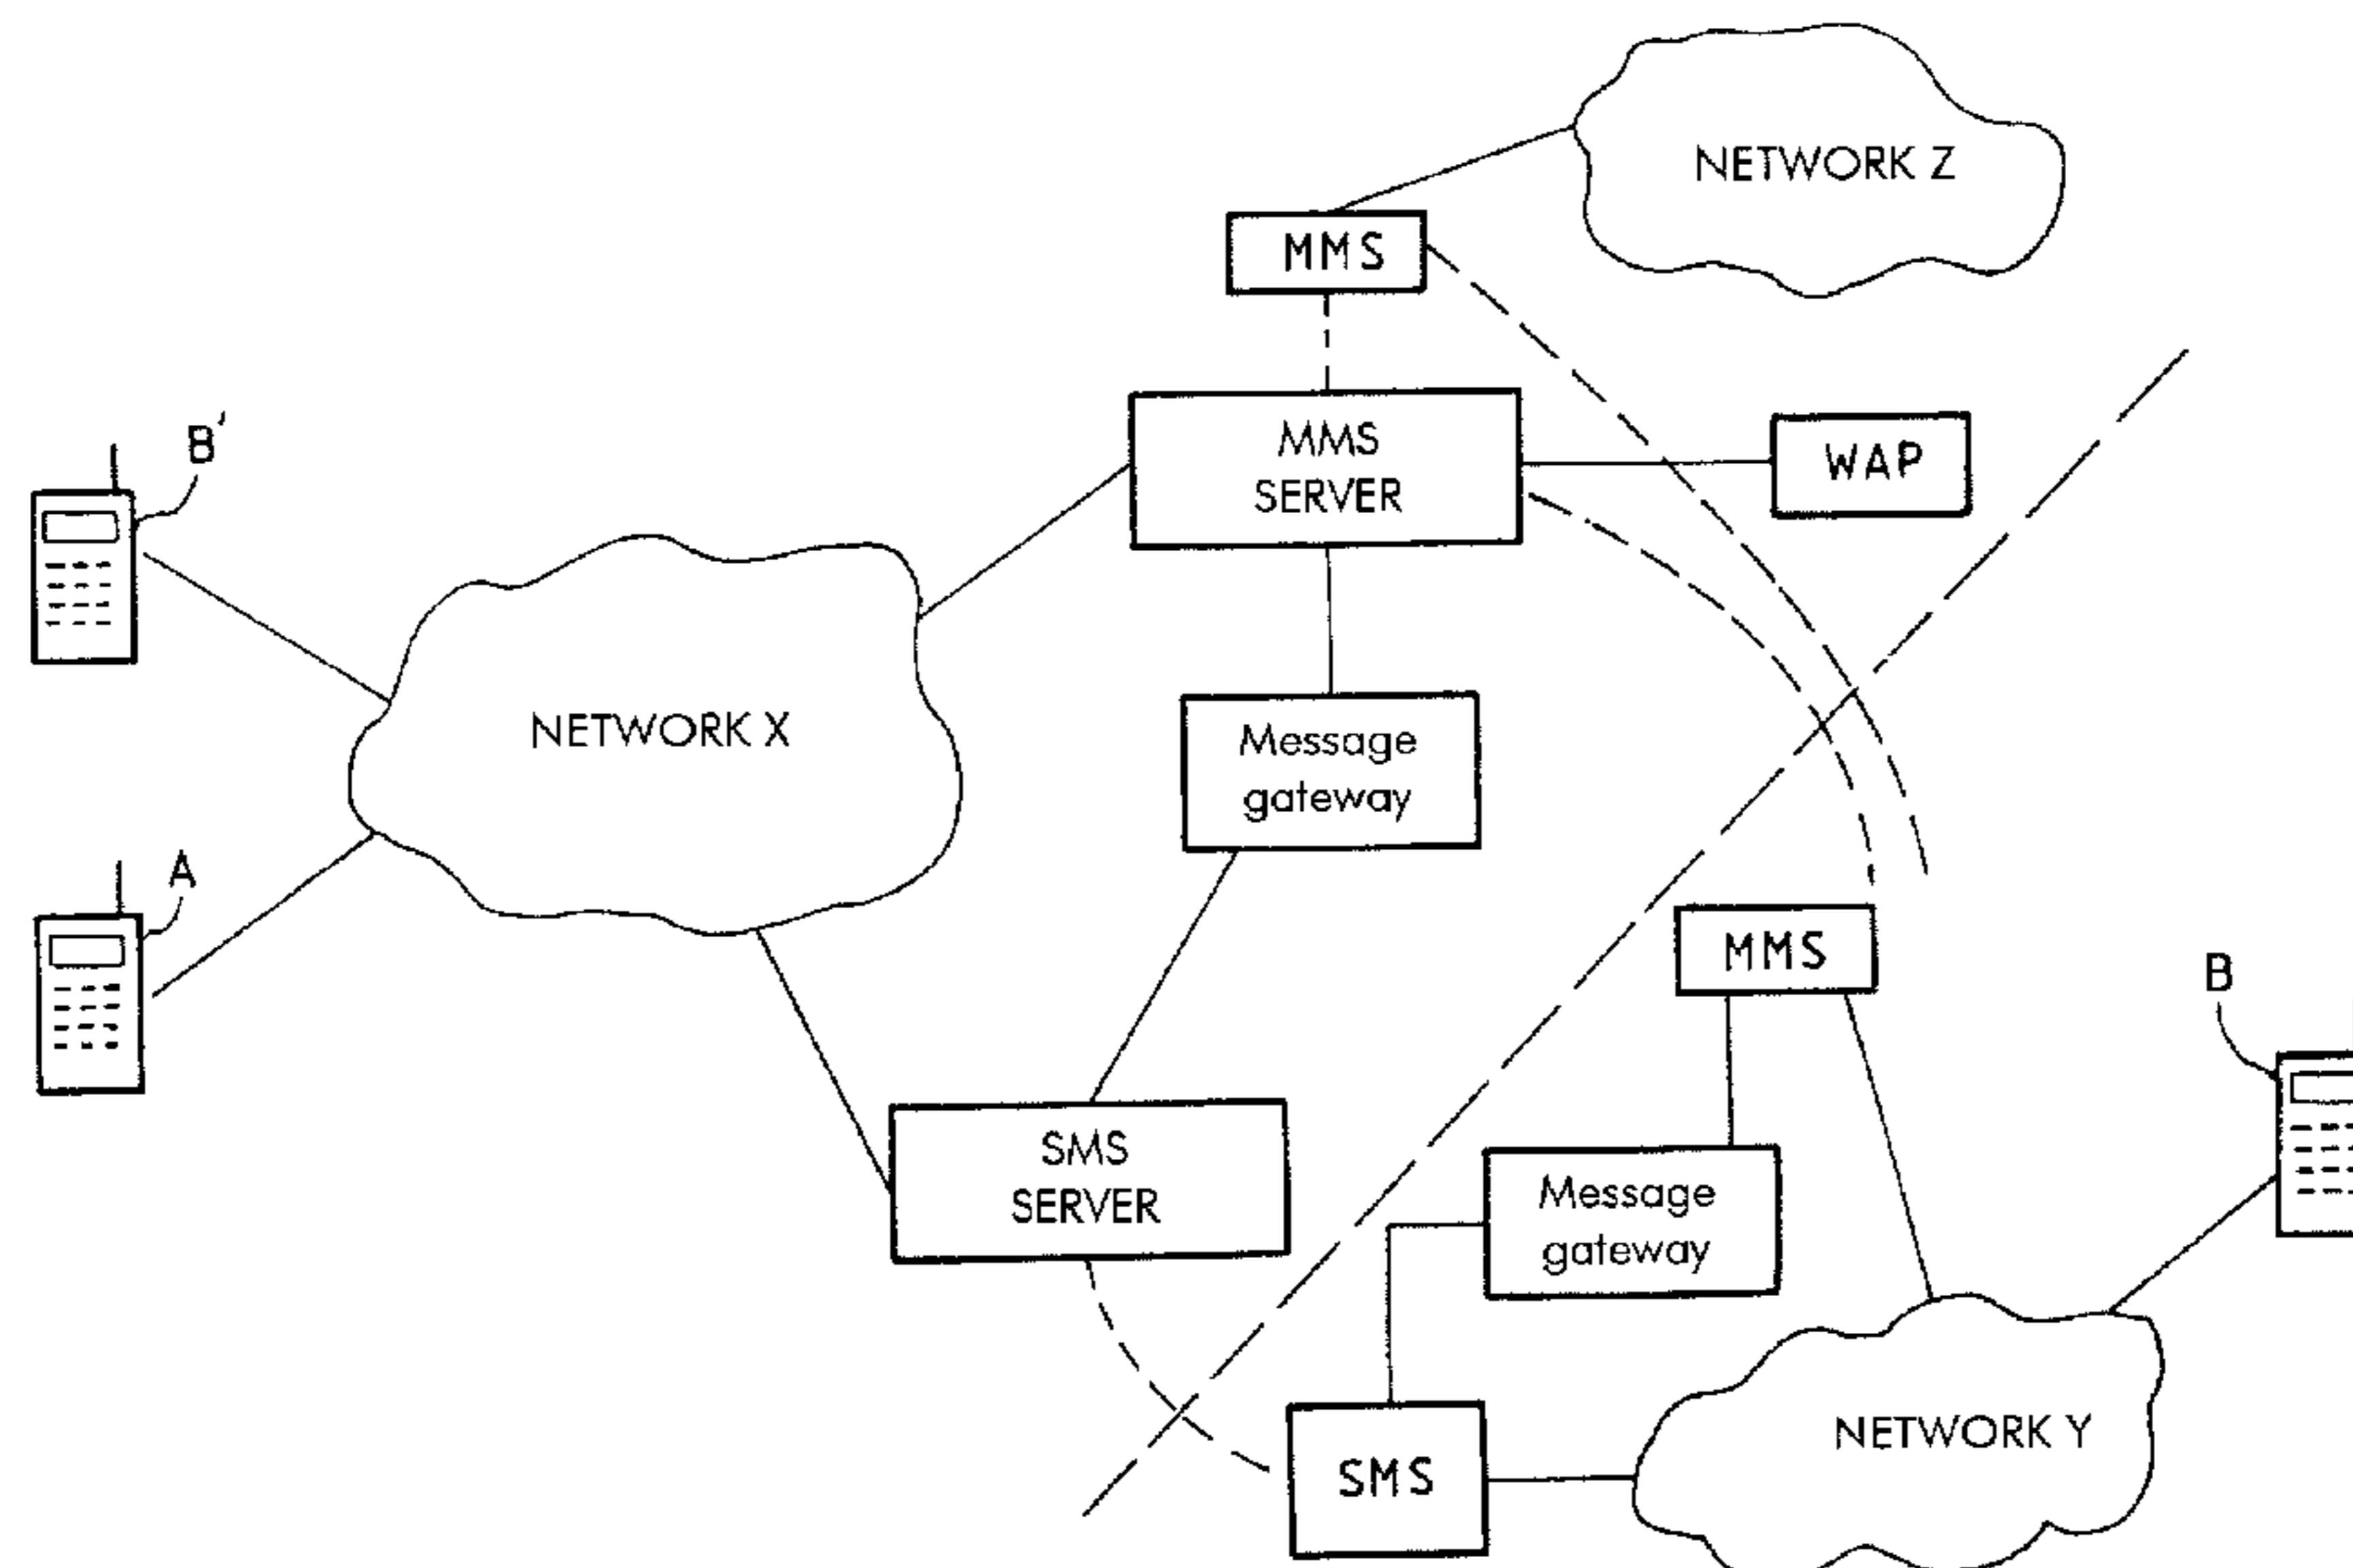 NETWORK Z
MMS
MMS
SERVER
WAP
B'
NETWORK X
Message
gateway
A
MMS
B
SMS
SERVER
Message
gateway
NETWORK Y
SMS